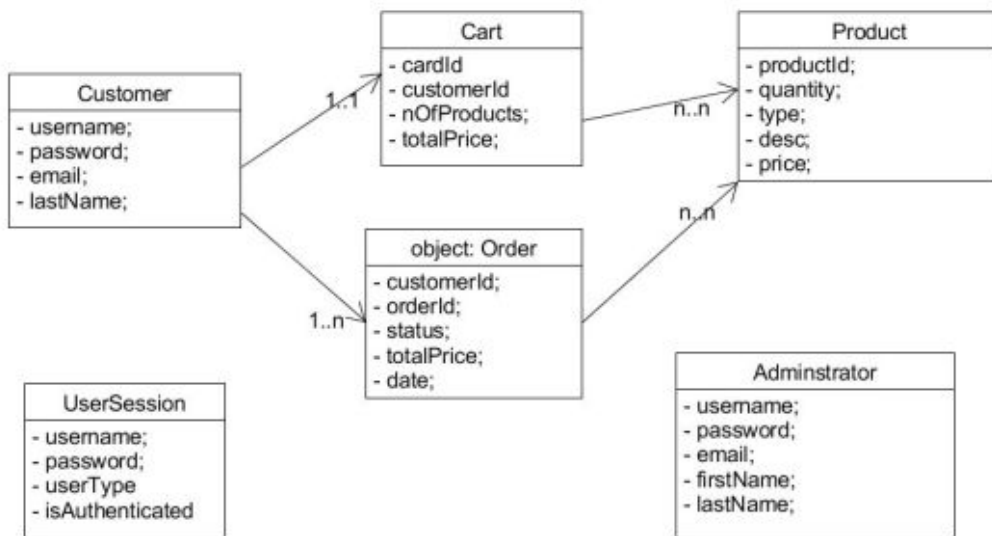 Customer
- username;
- password;
- email;
- lastName;
1..1
1..n
Cart
- cardId
- customerId
- nOfProducts;
- totalPrice;
n..n
Product
- productId;
- quantity;
- type;
- desc;
- price;
object: Order
- customerId;
- orderId;
- status;
- totalPrice;
- date;
n..n
UserSession
- username;
- password;
- userType
- isAuthenticated
Adminstrator
- username;
- password;
- email;
- firstName;
- lastName;